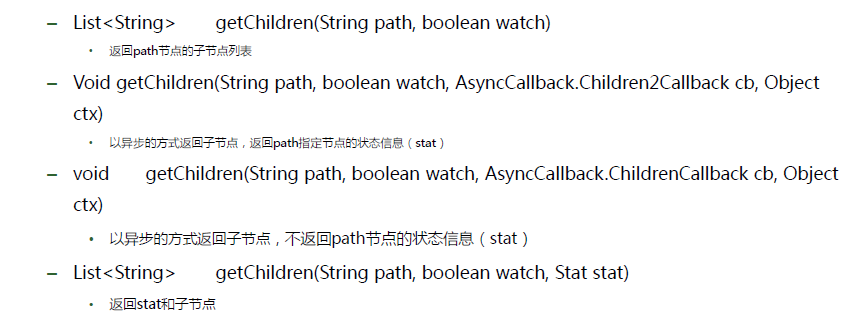 – List<String> getChildren(String path, boolean watch)
• 返回path节点的子节点列表
– Void getChildren(String path, boolean watch, AsyncCallback.Children2Callback cb, Object
ctx)
• 以异步的方式返回子节点，返回path指定节点的状态信息（stat）
– void getChildren(String path, boolean watch, AsyncCallback.ChildrenCallback cb, Object
ctx)
• 以异步的方式返回子节点，不返回path节点的状态信息（stat）
– List<String> getChildren(String path, boolean watch, Stat stat)
• 返回stat和子节点